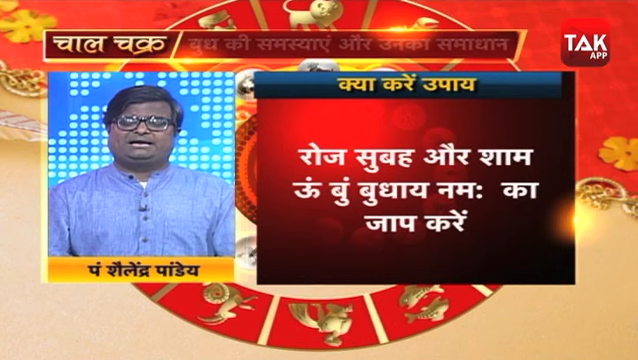 चाल चक्र
बुध की समस्याएं और उनका समाधान
TAK
APP
क्या करें उपाय
रोज सुबह और शाम
ऊं बुं बुधाय नम: का
जाप करें
पं शैलेंद्र पांडेय